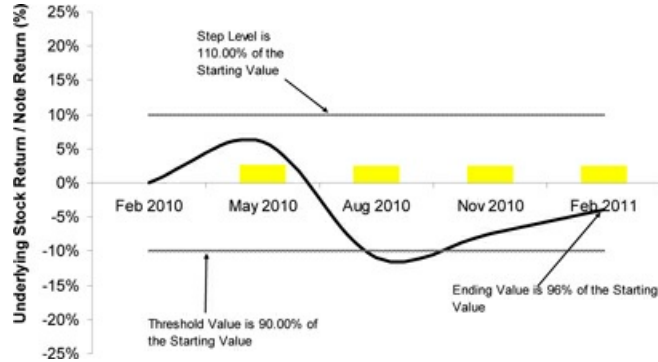 Underlying Stock Return / Note Return (%)
25%
20%
15%
10%
5%
0%
-5%
-10%
-15%
-20%
-25%
Step Level is
110.00% of the
Starting Value
Feb 2010
May 2010
Aug 2010
Nov 2010
Feb 2011
Threshold Value is 90.00% of
the Starting Value
Ending Value is 96% of the Starting
Value